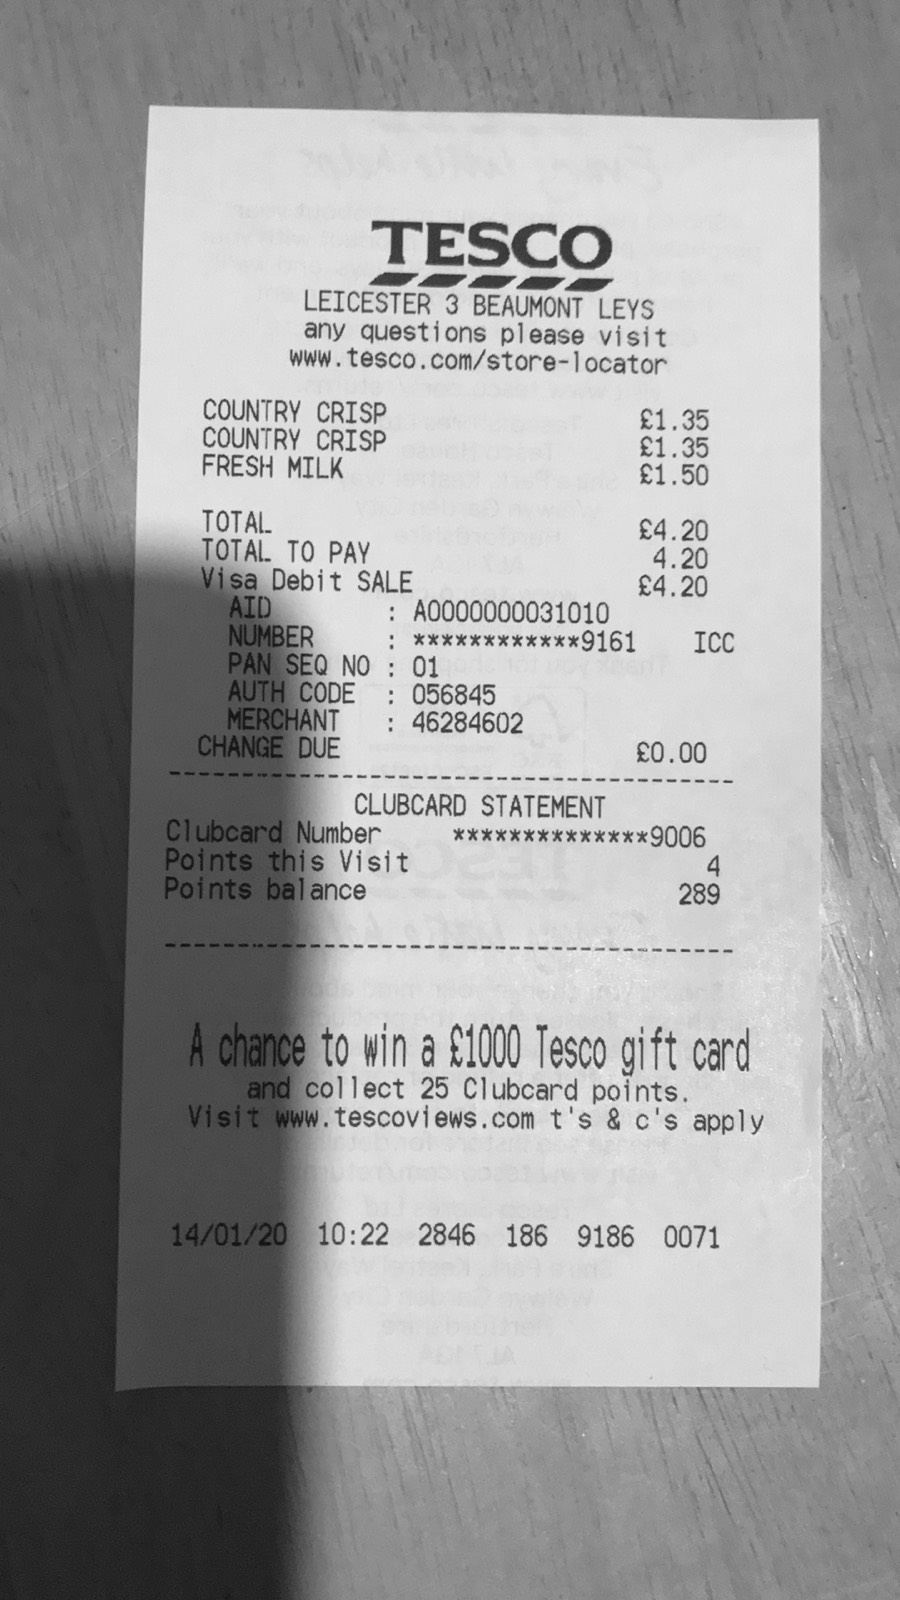 TESCO
LEICESTER 3 BEAUMONT LEYS
any questions please visit
www.tesco.com/store-locator
COUNTRY CRISP £1.35
COUNTRY CRISP £1.35
FRESH MILK £1.50
TOTAL £4.20
TOTAL TO PAY 4.20
Visa Debit SALE £4.20
AID : A0000000031010
NUMBER : ************9161 ICC
PAN SEQ NO : 01
AUTH CODE : 056845
MERCHANT : 46284602
CHANGE DUE £0.00
CLUBCARD STATEMENT
Clubcard Number **************9006
Points this Visit 4
Points balance 289
A chance to win a £1000 Tesco gift card
and collect 25 Clubcard points.
Visit www.tescoviews.com t's & c's apply
14/01/20 10:22 2846 186 9186 0071